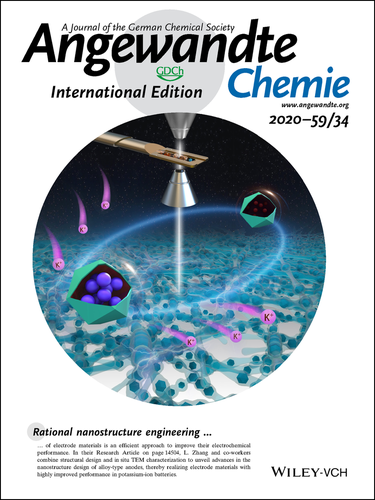 A Journal of the German Chemical Society
Angewandte
GDCh
International Edition
Chemie
www.angewandte.org
2020–59/34
K+
K+
K+
K+
K+
K+
Rational nanostructure engineering ...
... of electrode materials is an efficient approach to improve their electrochemical
performance. In their Research Article on page 14504, L. Zhang and co-workers
combine structural design and in situ TEM characterization to unveil advances in the
nanostructure design of alloy-type anodes, thereby realizing electrode materials with
highly improved performance in potassium-ion batteries.
WILEY-VCH